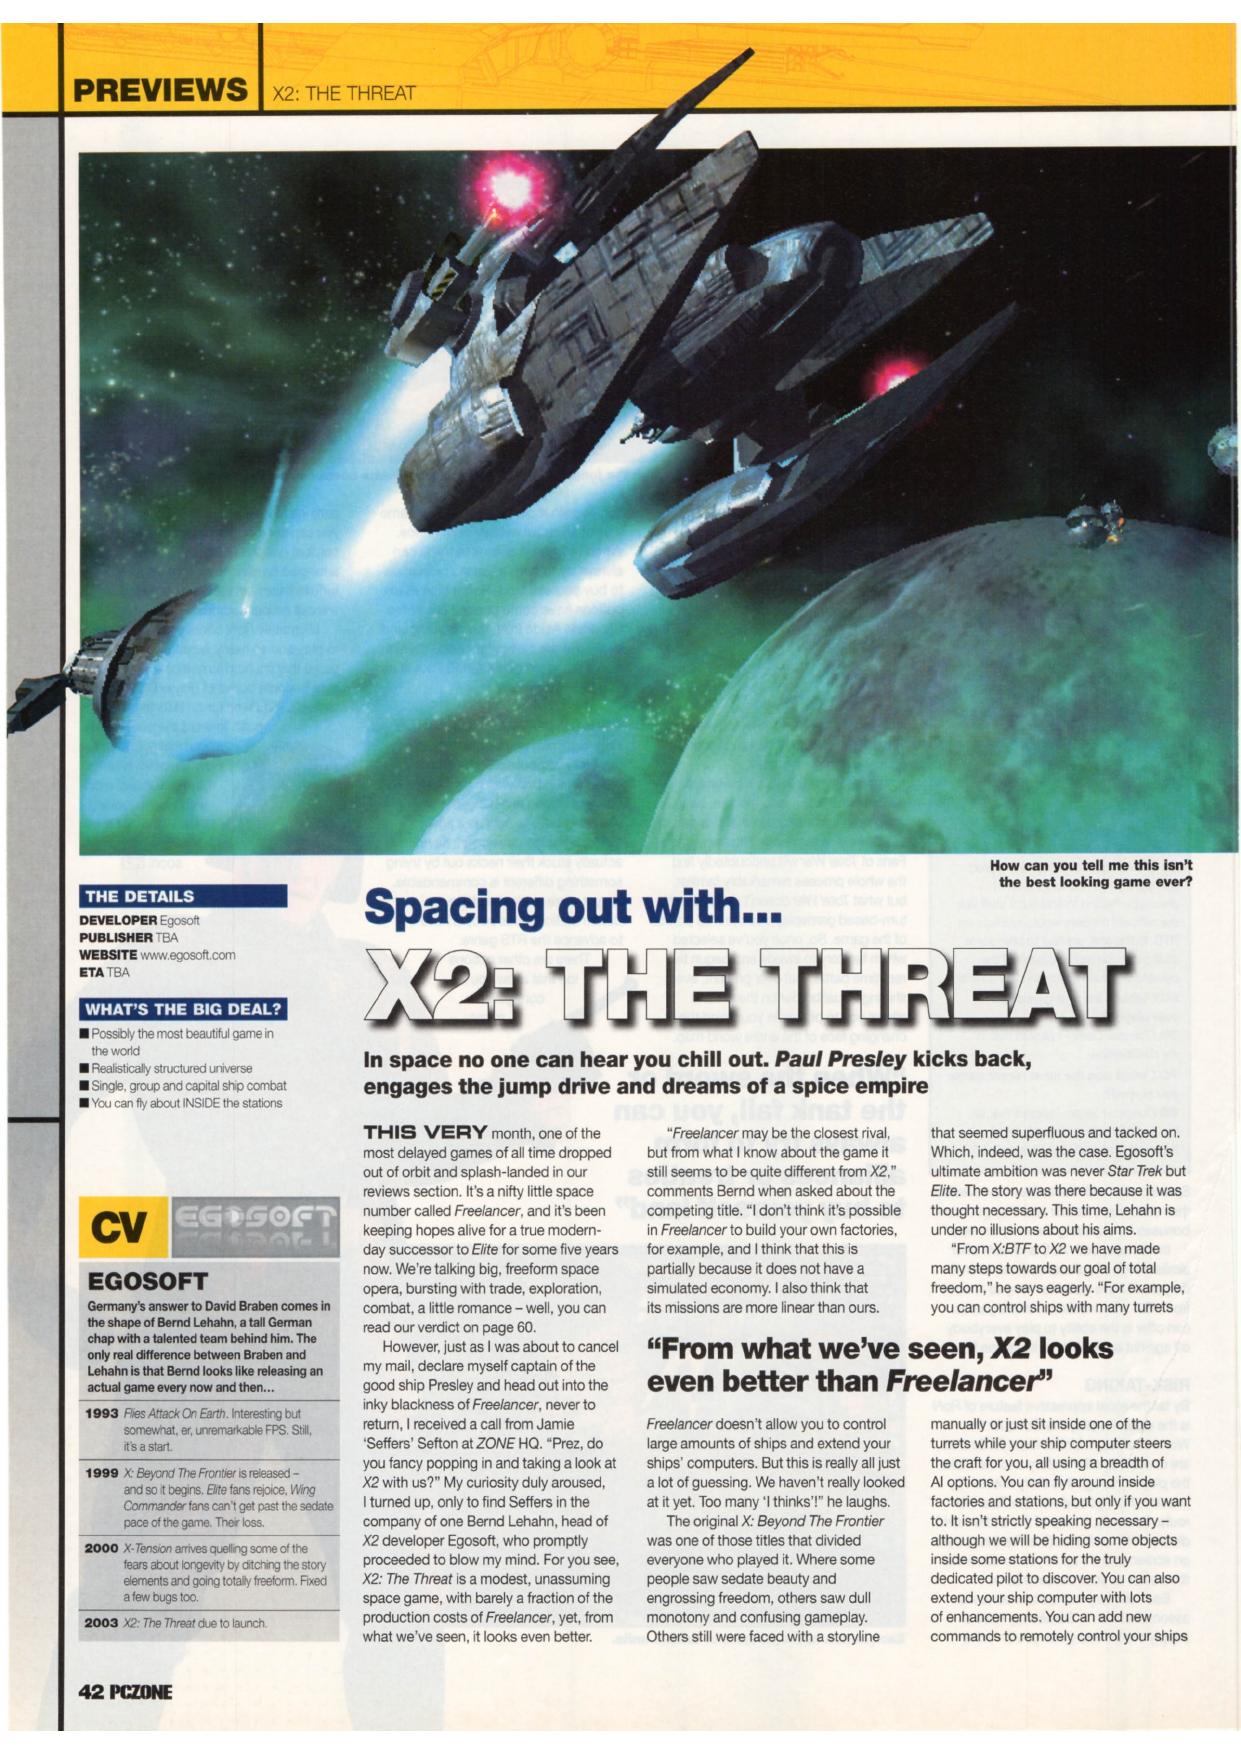 PREVIEWS
X2: THE THREAT
How can you tell me this isn't
the best looking game ever?
THE DETAILS
DEVELOPER Egosoft
PUBLISHER TBA
WEBSITE www.egosoft.com
ETA TBA
WHAT'S THE BIG DEAL?
■ Possibly the most beautiful game in
the world
■ Realistically structured universe
■ Single, group and capital ship combat
■ You can fly about INSIDE the stations
CV
EGOSOFT
EGOSOFT
Germany's answer to David Braben comes in
the shape of Bernd Lehahn, a tall German
chap with a talented team behind him. The
only real difference between Braben and
Lehahn is that Bernd looks like releasing an
actual game every now and then...
1993 Flies Attack On Earth. Interesting but
somewhat, er, unremarkable FPS. Still,
it's a start.
1999 X: Beyond The Frontier is released –
and so it begins. Elite fans rejoice, Wing
Commander fans can't get past the sedate
pace of the game. Their loss.
2000 X-Tension arrives quelling some of the
fears about longevity by ditching the story
elements and going totally freeform. Fixed
a few bugs too.
2003 X2: The Threat due to launch.
Spacing out with...
X2: THE THREAT
In space no one can hear you chill out. Paul Presley kicks back,
engages the jump drive and dreams of a spice empire
THIS VERY month, one of the
most delayed games of all time dropped
out of orbit and splash-landed in our
reviews section. It's a nifty little space
number called Freelancer, and it's been
keeping hopes alive for a true modern-
day successor to Elite for some five years
now. We're talking big, freeform space
opera, bursting with trade, exploration,
combat, a little romance – well, you can
read our verdict on page 60.
However, just as I was about to cancel
my mail, declare myself captain of the
good ship Presley and head out into the
inky blackness of Freelancer, never to
return, I received a call from Jamie
'Seffers' Sefton at ZONE HQ. "Prez, do
you fancy popping in and taking a look at
X2 with us?" My curiosity duly aroused,
I turned up, only to find Seffers in the
company of one Bernd Lehahn, head of
X2 developer Egosoft, who promptly
proceeded to blow my mind. For you see,
X2: The Threat is a modest, unassuming
space game, with barely a fraction of the
production costs of Freelancer, yet, from
what we've seen, it looks even better.
"Freelancer may be the closest rival,
but from what I know about the game it
still seems to be quite different from X2,"
comments Bernd when asked about the
competing title. "I don't think it's possible
in Freelancer to build your own factories,
for example, and I think that this is
partially because it does not have a
simulated economy. I also think that
its missions are more linear than ours.
"From what we've seen, X2 looks
even better than Freelancer"
Freelancer doesn't allow you to control
large amounts of ships and extend your
ships' computers. But this is really all just
a lot of guessing. We haven't really looked
at it yet. Too many 'I thinks'!" he laughs.
The original X: Beyond The Frontier
was one of those titles that divided
everyone who played it. Where some
people saw sedate beauty and
engrossing freedom, others saw dull
monotony and confusing gameplay.
Others still were faced with a storyline
that seemed superfluous and tacked on.
Which, indeed, was the case. Egosoft's
ultimate ambition was never Star Trek but
Elite. The story was there because it was
thought necessary. This time, Lehahn is
under no illusions about his aims.
"From X:BTF to X2 we have made
many steps towards our goal of total
freedom," he says eagerly. "For example,
you can control ships with many turrets
manually or just sit inside one of the
turrets while your ship computer steers
the craft for you, all using a breadth of
AI options. You can fly around inside
factories and stations, but only if you want
to. It isn't strictly speaking necessary –
although we will be hiding some objects
inside some stations for the truly
dedicated pilot to discover. You can also
extend your ship computer with lots
of enhancements. You can add new
commands to remotely control your ships
42 PCZONE